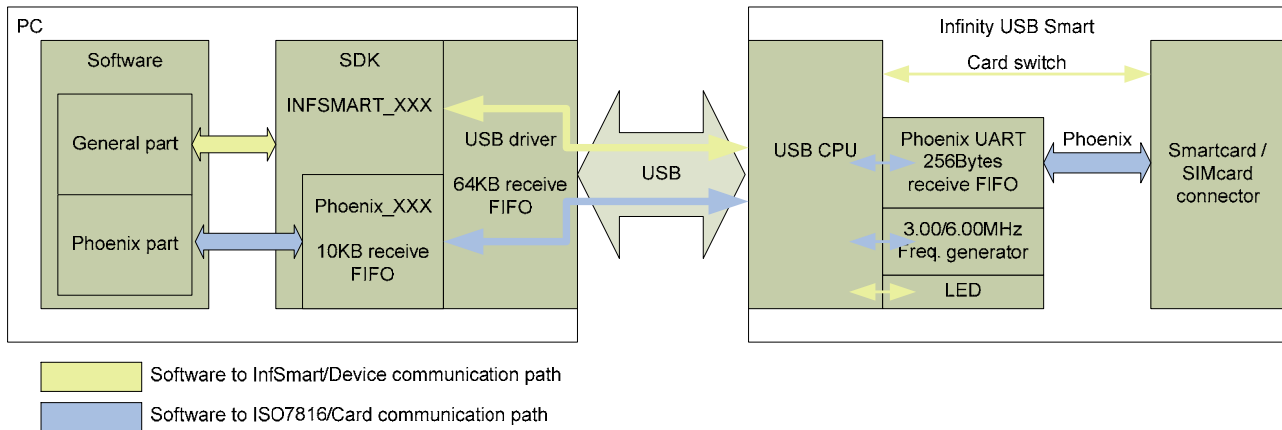 PC
Software
General part
Phoenix part
SDK
INFSMART_XXX
Phoenix_XXX
10KB receive
FIFO
USB driver
64KB receive
FIFO
USB
Infinity USB Smart
USB CPU
Card switch
Phoenix UART
256Bytes
receive FIFO
3.00/6.00MHz
Freq. generator
LED
Phoenix
Smartcard /
SIMcard
connector
Software to InfSmart/Device communication path
Software to ISO7816/Card communication path